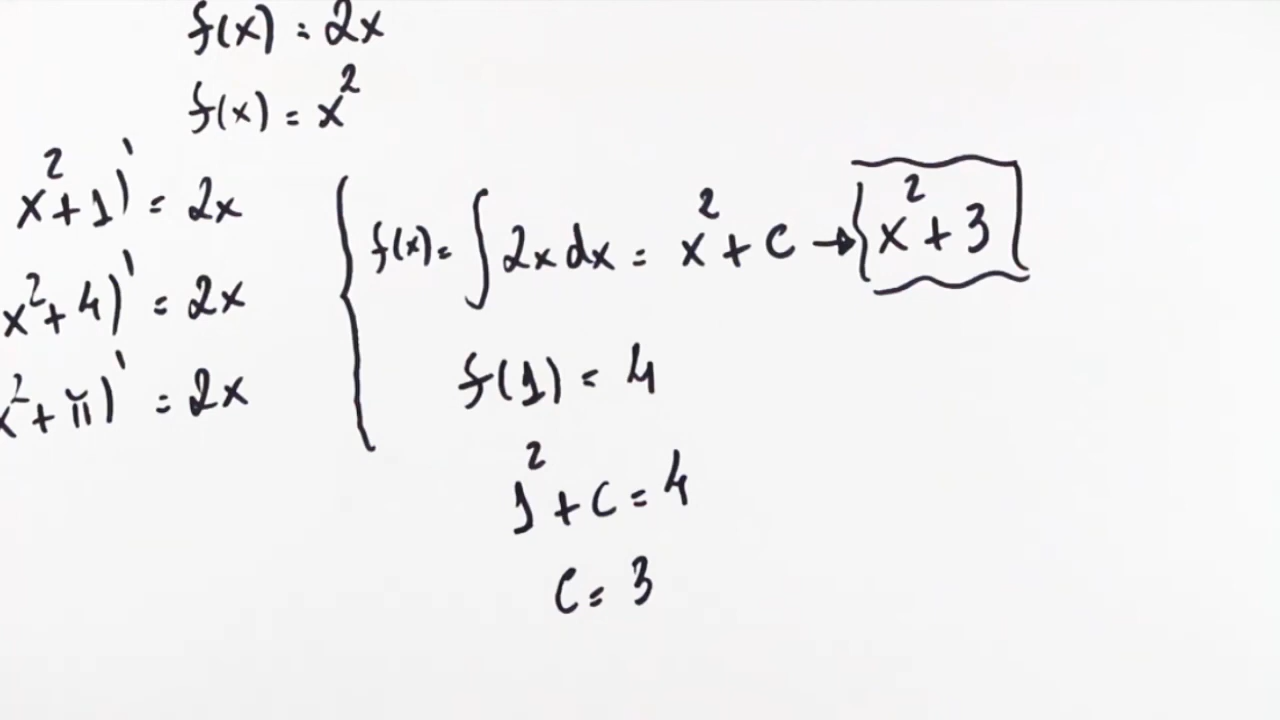 f(x) = 2x
f(x) = x²
x²+1)' = 2x
x²+4)' = 2x
x²+π)' = 2x
f(x) = ∫ 2x dx = x² + C → x² + 3
f(1) = 4
1² + C = 4
C = 3